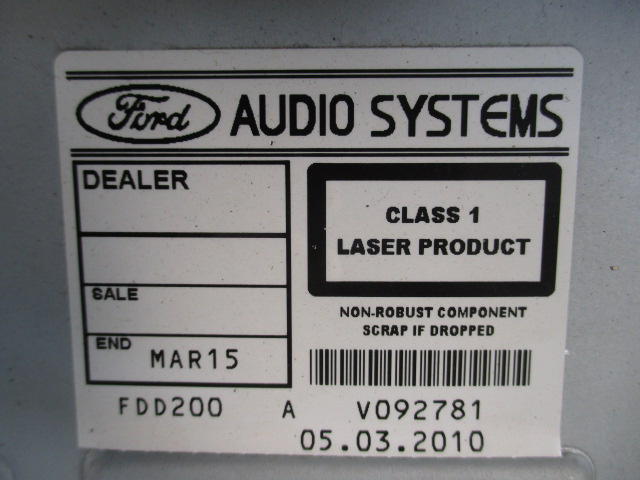 Ford AUDIO SYSTEMS
DEALER
CLASS 1
LASER PRODUCT
SALE
NON-ROBUST COMPONENT
SCRAP IF DROPPED
END MAR15
FDD200 A V092781
05.03.2010